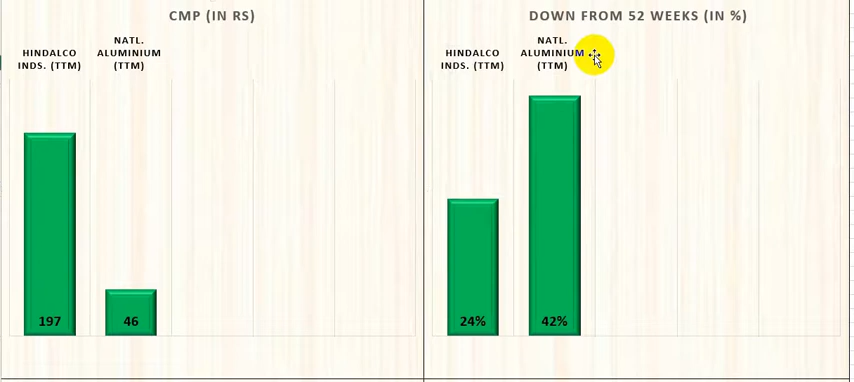 CMP (IN RS)
HINDALCO
INDS. (TTM)
NATL.
ALUMINIUM
(TTM)
197
46
DOWN FROM 52 WEEKS (IN %)
HINDALCO
INDS. (TTM)
NATL.
ALUMINIUM
(TTM)
24%
42%